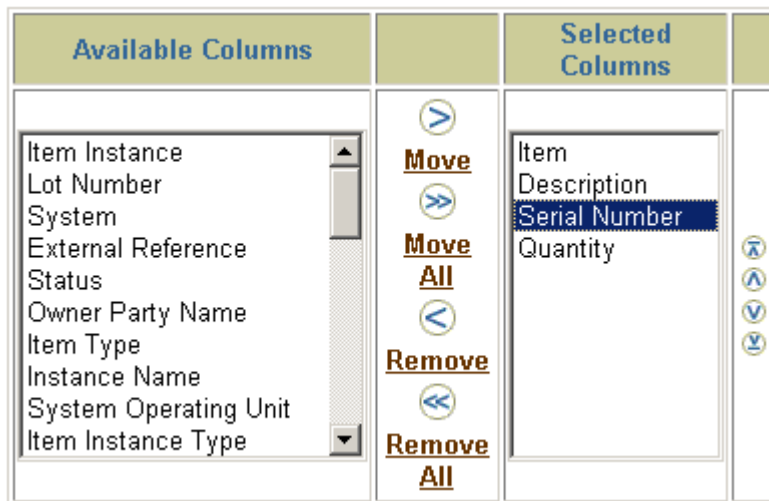 Available Columns
Selected
Columns
Item Instance
Lot Number
System
External Reference
Status
Owner Party Name
Item Type
Instance Name
System Operating Unit
Item Instance Type
Move
Move
All
Remove
Remove
All
Item
Description
Serial Number
Quantity